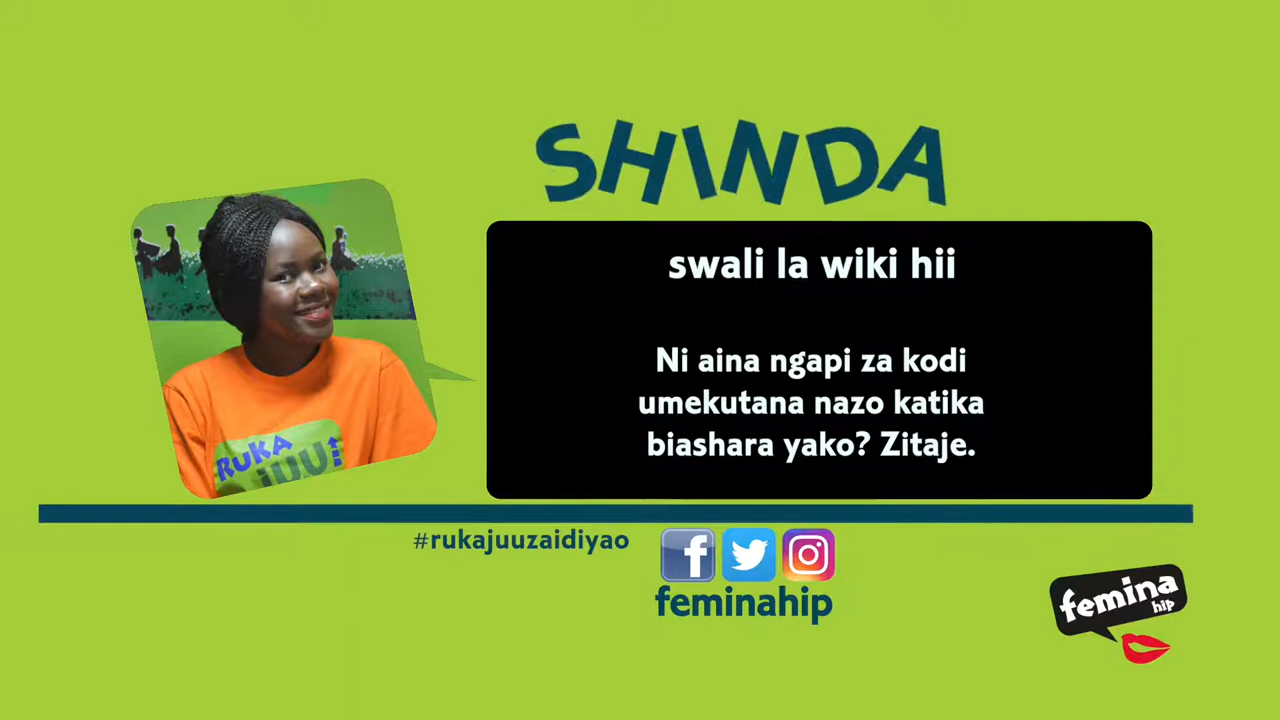 SHINDA
swali la wiki hii
Ni aina ngapi za kodi
umekutana nazo katika
biashara yako? Zitaje.
RUKA
JUU
#rukajuuzaidiyao
feminahip
femina
hip